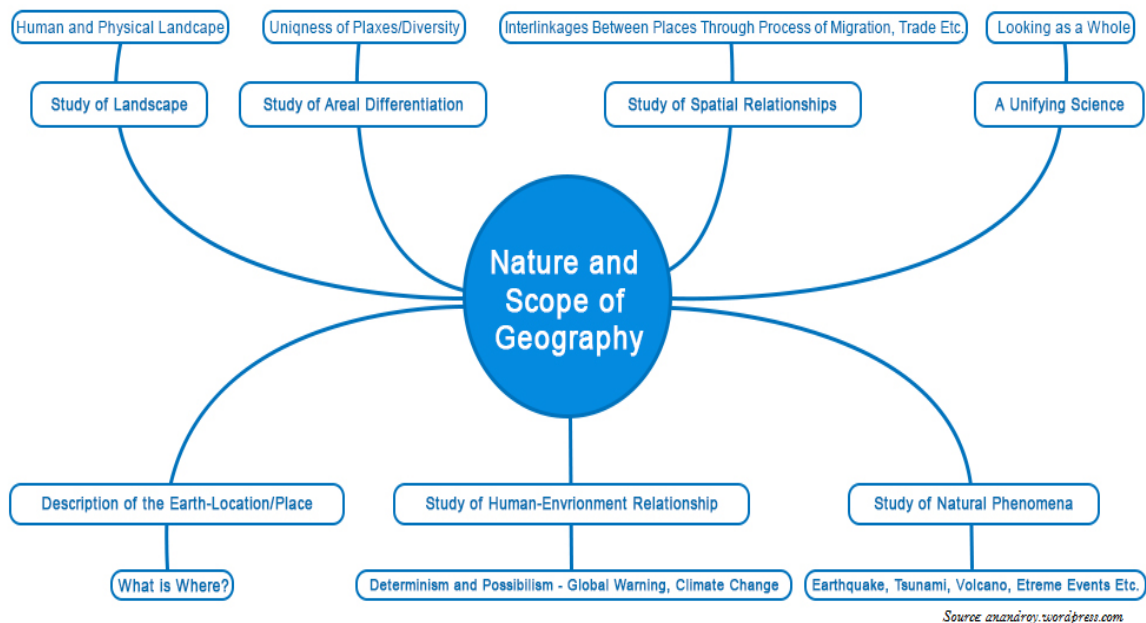 Human and Physical Landcape
Uniqness of Plaxes/Diversity
Interlinkages Between Places Through Process of Migration, Trade Etc.
Looking as a Whole
Study of Landscape
Study of Areal Differentiation
Study of Spatial Relationships
A Unifying Science
Nature and
Scope of
Geography
Description of the Earth-Location/Place
Study of Human-Envrionment Relationship
Study of Natural Phenomena
What is Where?
Determinism and Possibilism - Global Warning, Climate Change
Earthquake, Tsunami, Volcano, Etreme Events Etc.
Source: anandroy.wordpress.com